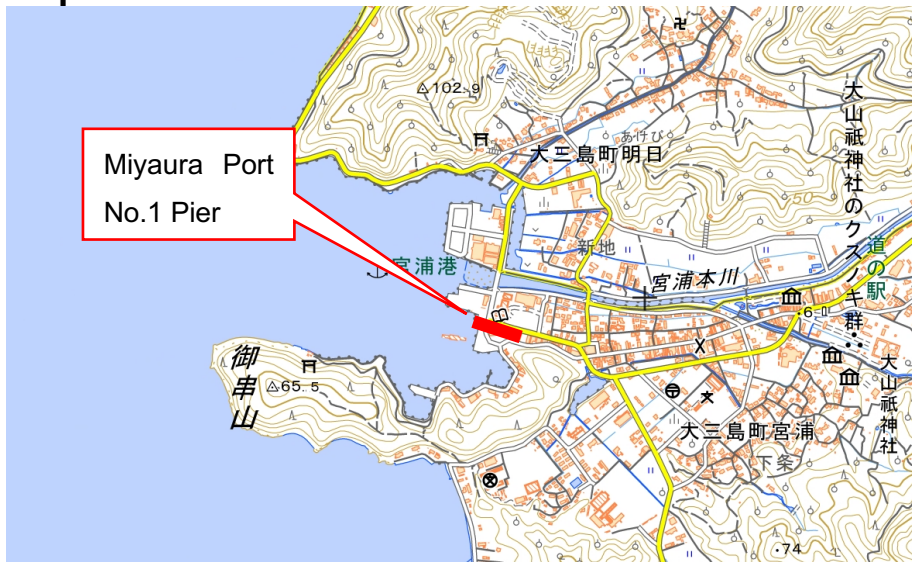 102.9
Miyaura Port
No.1 Pier
あけび
大三島町明日
大山祇神社のクスノキ群
道の駅
50
新地
宮浦港
宮浦本川
6
御串山
65.5
大山祇神社
大三島町宮浦
下条
74